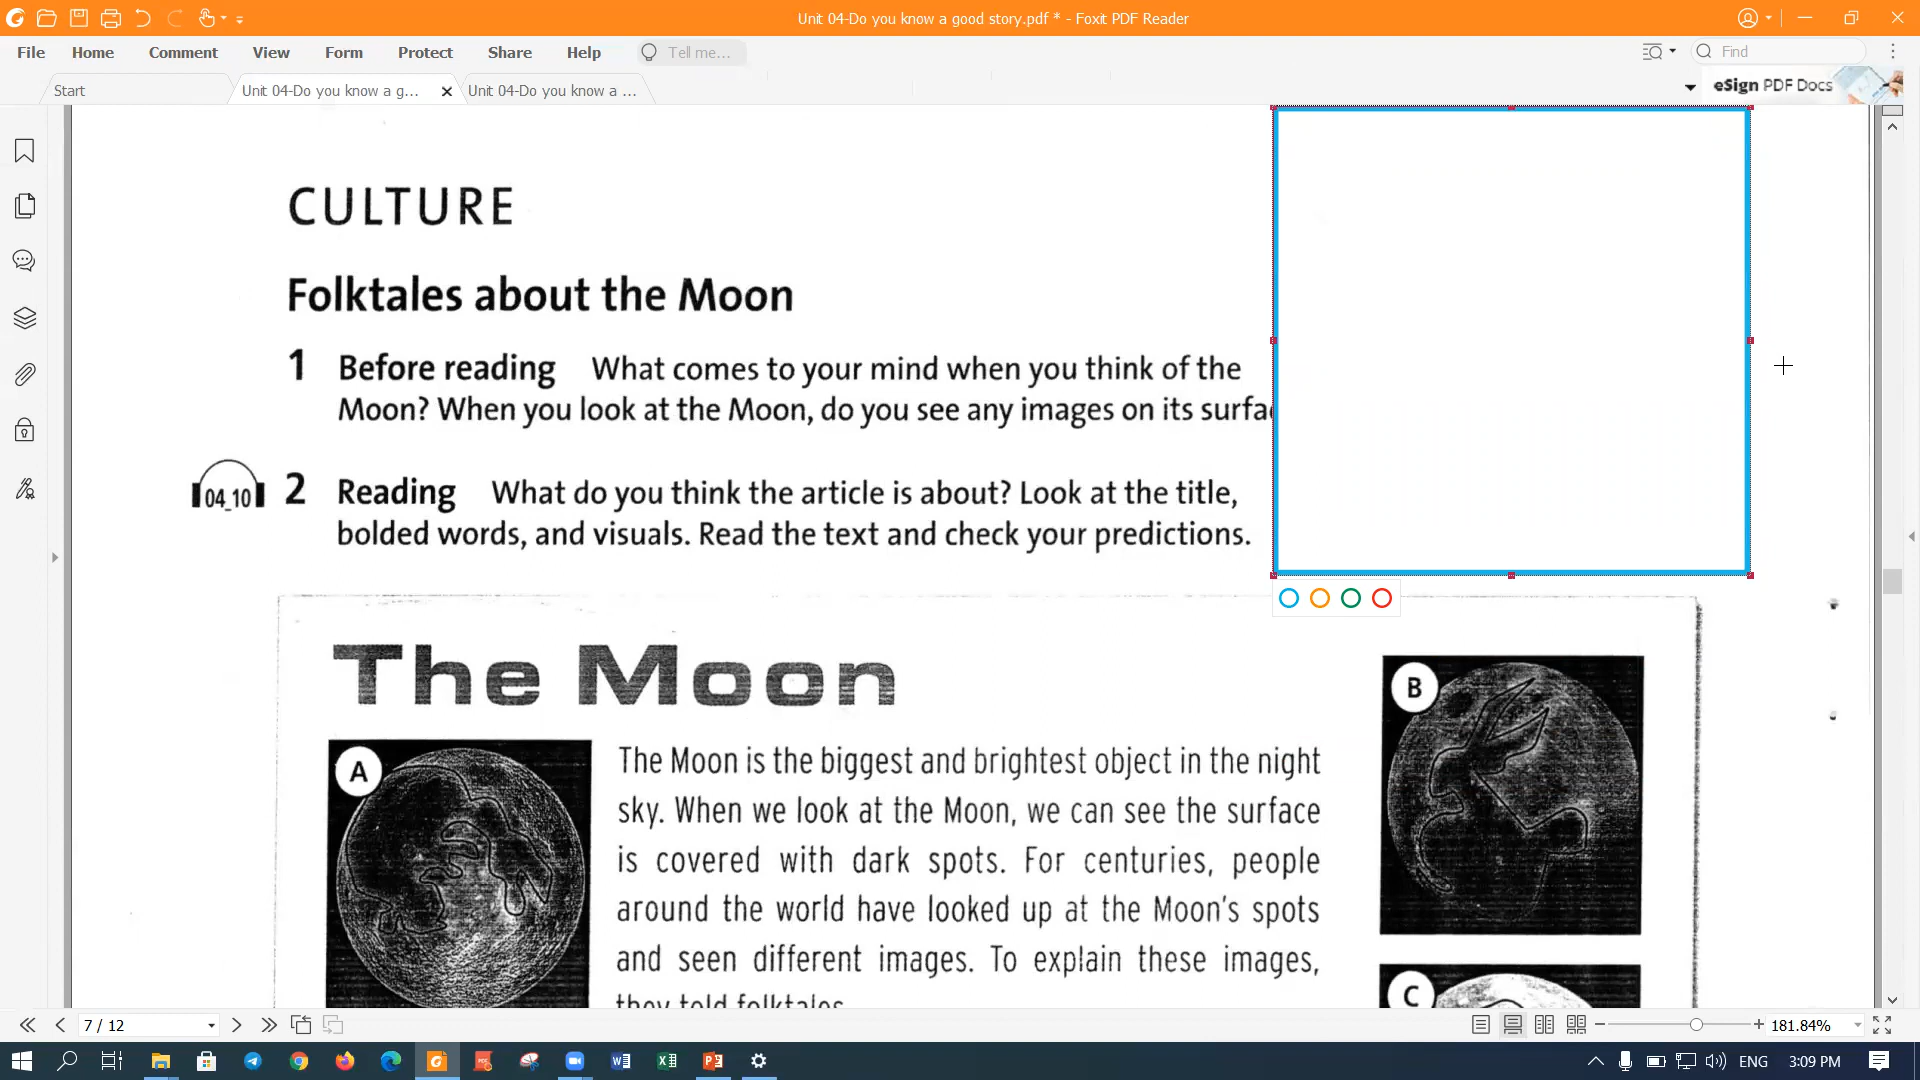 Unit 04-Do you know a good story.pdf * - Foxit PDF Reader
File Home Comment View Form Protect Share Help Tell me... Find
Start Unit 04-Do you know a g... Unit 04-Do you know a ... eSign PDF Docs
CULTURE
Folktales about the Moon
1 Before reading What comes to your mind when you think of the
Moon? When you look at the Moon, do you see any images on its surfa
04_10 2 Reading What do you think the article is about? Look at the title,
bolded words, and visuals. Read the text and check your predictions.
The Moon
A
The Moon is the biggest and brightest object in the night
sky. When we look at the Moon, we can see the surface
is covered with dark spots. For centuries, people
around the world have looked up at the Moon's spots
and seen different images. To explain these images,
they told folktales
B
C
7 / 12 181.84%
ENG 3:09 PM